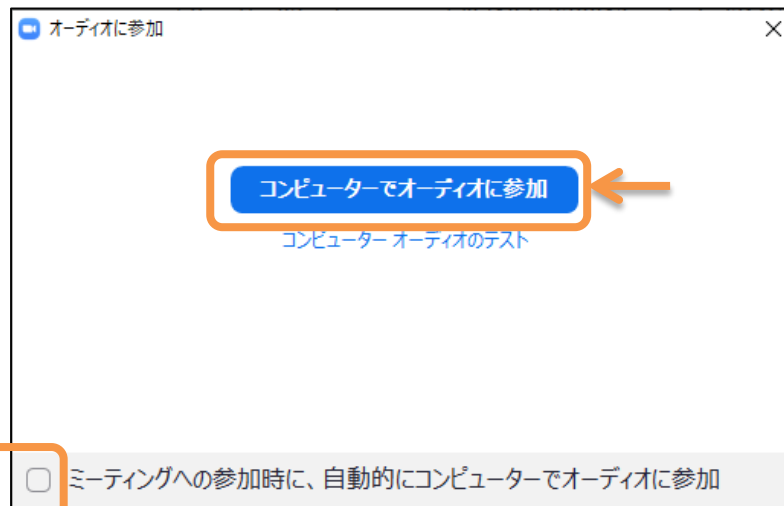 オーディオに参加
コンピューターでオーディオに参加
コンピューター オーディオのテスト
ミーティングへの参加時に、自動的にコンピューターでオーディオに参加